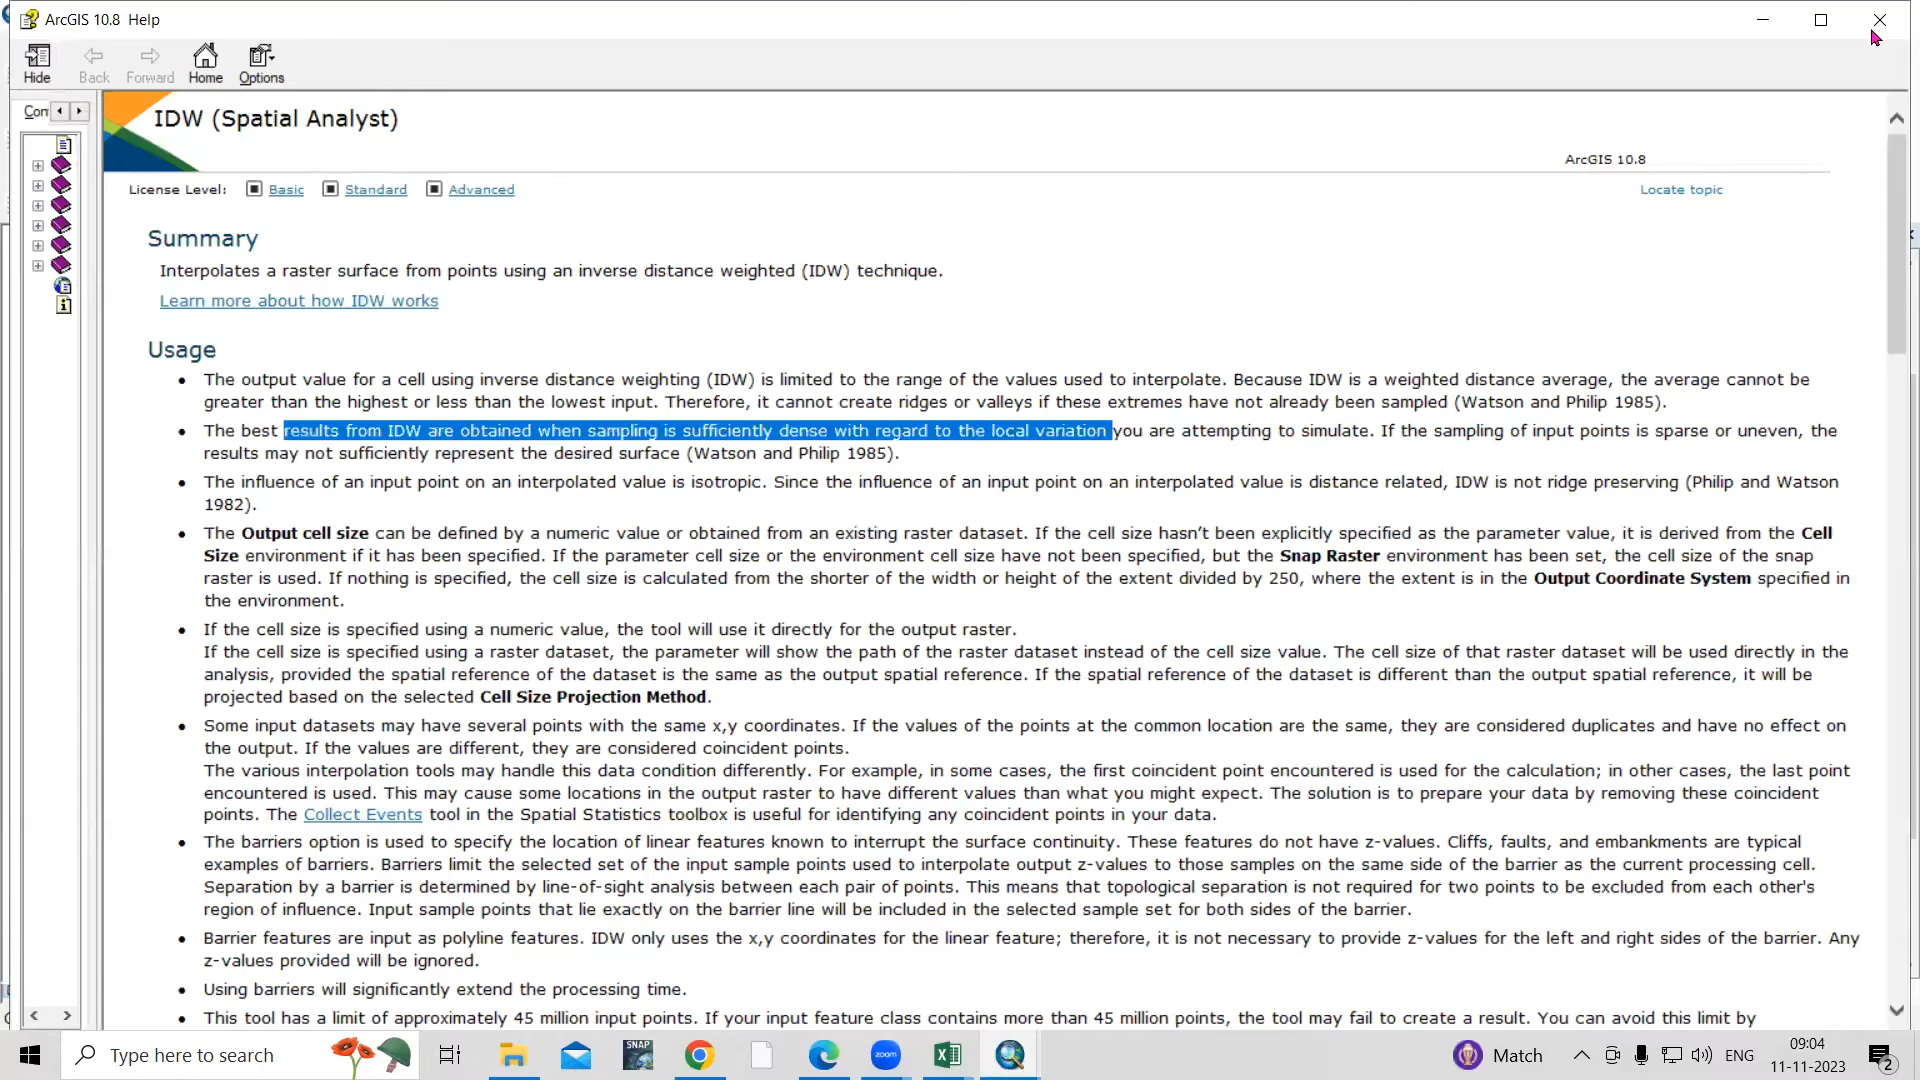 ArcGIS 10.8 Help
Hide Back Forward Home Options
Con
IDW (Spatial Analyst)
ArcGIS 10.8
License Level: Basic Standard Advanced
Locate topic
Summary
Interpolates a raster surface from points using an inverse distance weighted (IDW) technique.
Learn more about how IDW works
Usage
• The output value for a cell using inverse distance weighting (IDW) is limited to the range of the values used to interpolate. Because IDW is a weighted distance average, the average cannot be
greater than the highest or less than the lowest input. Therefore, it cannot create ridges or valleys if these extremes have not already been sampled (Watson and Philip 1985).
• The best results from IDW are obtained when sampling is sufficiently dense with regard to the local variation you are attempting to simulate. If the sampling of input points is sparse or uneven, the
results may not sufficiently represent the desired surface (Watson and Philip 1985).
• The influence of an input point on an interpolated value is isotropic. Since the influence of an input point on an interpolated value is distance related, IDW is not ridge preserving (Philip and Watson
1982).
• The Output cell size can be defined by a numeric value or obtained from an existing raster dataset. If the cell size hasn't been explicitly specified as the parameter value, it is derived from the Cell
Size environment if it has been specified. If the parameter cell size or the environment cell size have not been specified, but the Snap Raster environment has been set, the cell size of the snap
raster is used. If nothing is specified, the cell size is calculated from the shorter of the width or height of the extent divided by 250, where the extent is in the Output Coordinate System specified in
the environment.
• If the cell size is specified using a numeric value, the tool will use it directly for the output raster.
If the cell size is specified using a raster dataset, the parameter will show the path of the raster dataset instead of the cell size value. The cell size of that raster dataset will be used directly in the
analysis, provided the spatial reference of the dataset is the same as the output spatial reference. If the spatial reference of the dataset is different than the output spatial reference, it will be
projected based on the selected Cell Size Projection Method.
• Some input datasets may have several points with the same x,y coordinates. If the values of the points at the common location are the same, they are considered duplicates and have no effect on
the output. If the values are different, they are considered coincident points.
The various interpolation tools may handle this data condition differently. For example, in some cases, the first coincident point encountered is used for the calculation; in other cases, the last point
encountered is used. This may cause some locations in the output raster to have different values than what you might expect. The solution is to prepare your data by removing these coincident
points. The Collect Events tool in the Spatial Statistics toolbox is useful for identifying any coincident points in your data.
• The barriers option is used to specify the location of linear features known to interrupt the surface continuity. These features do not have z-values. Cliffs, faults, and embankments are typical
examples of barriers. Barriers limit the selected set of the input sample points used to interpolate output z-values to those samples on the same side of the barrier as the current processing cell.
Separation by a barrier is determined by line-of-sight analysis between each pair of points. This means that topological separation is not required for two points to be excluded from each other's
region of influence. Input sample points that lie exactly on the barrier line will be included in the selected sample set for both sides of the barrier.
• Barrier features are input as polyline features. IDW only uses the x,y coordinates for the linear feature; therefore, it is not necessary to provide z-values for the left and right sides of the barrier. Any
z-values provided will be ignored.
• Using barriers will significantly extend the processing time.
• This tool has a limit of approximately 45 million input points. If your input feature class contains more than 45 million points, the tool may fail to create a result. You can avoid this limit by
Type here to search
SNAP
zoom
Match
ENG
09:04
11-11-2023
2